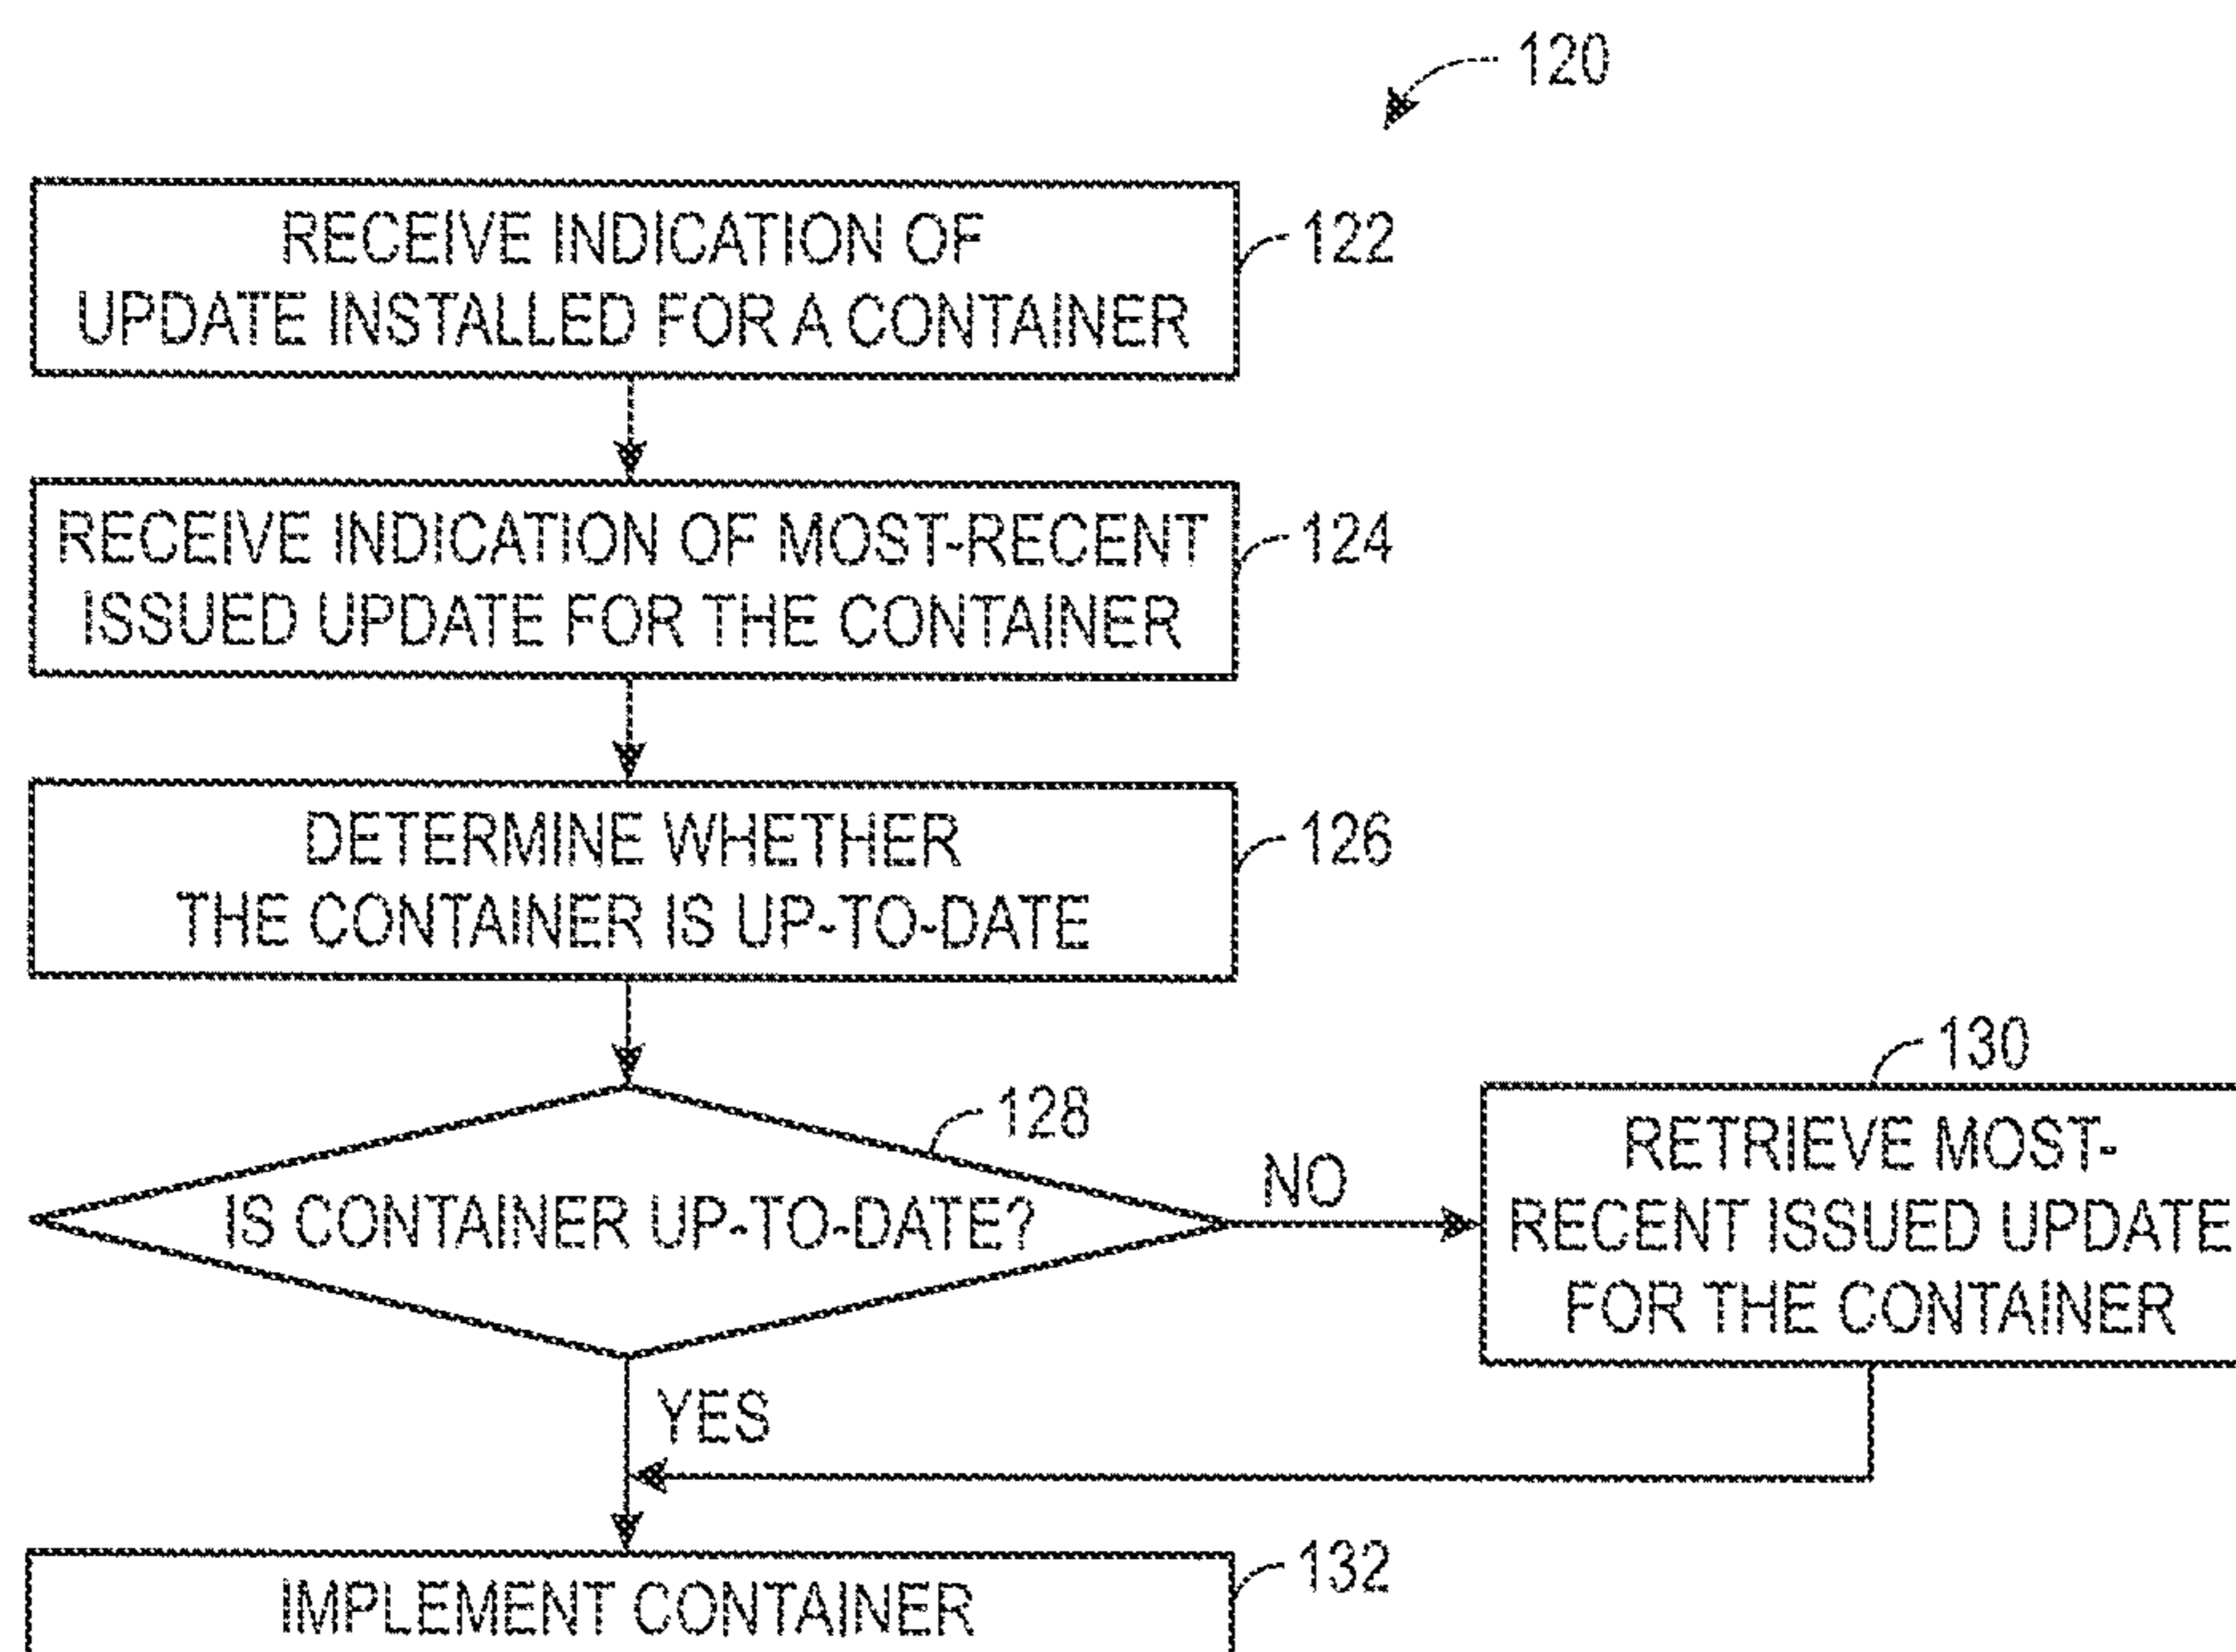 120
RECEIVE INDICATION OF
UPDATE INSTALLED FOR A CONTAINER
122
RECEIVE INDICATION OF MOST-RECENT
ISSUED UPDATE FOR THE CONTAINER
124
DETERMINE WHETHER
THE CONTAINER IS UP-TO-DATE
126
128
IS CONTAINER UP-TO-DATE?
NO
130
RETRIEVE MOST-
RECENT ISSUED UPDATE
FOR THE CONTAINER
YES
IMPLEMENT CONTAINER
132